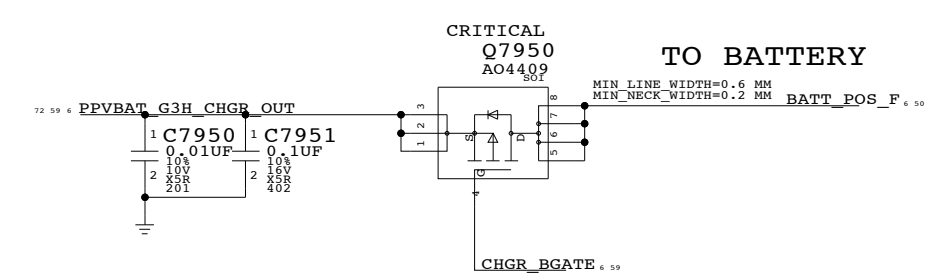 CRITICAL
Q7950
AO4409
SOI
TO BATTERY
MIN_LINE_WIDTH=0.6 MM
MIN_NECK_WIDTH=0.2 MM
72 59 6 PPVBAT_G3H_CHGR_OUT
BATT_POS_F 6 50
3
2
1
8
7
6
5
S
D
G
4
1 C7950
0.01UF
10%
10V
X5R
201
2
1 C7951
0.1UF
10%
16V
X5R
402
2
CHGR_BGATE 6 59